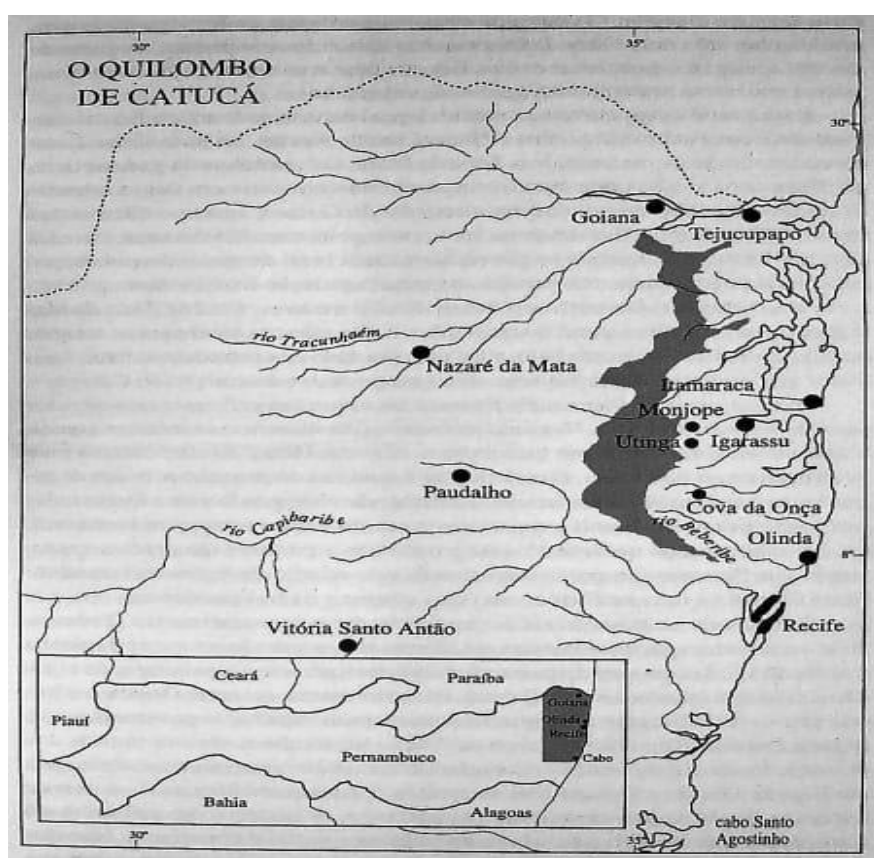 30°
35°
O QUILOMBO
DE CATUCÁ
30°
Goiana
Tejucupapo
rio Tracunhaém
Nazaré da Mata
Itamaraca
Monjope
Utinga
Igarassu
Paudalho
Cova da Onça
rio Capibaribe
rio Beberibe
Olinda
8°
Vitória Santo Antão
Recife
Ceará
Paraíba
Piauí
Goiana
Olinda
Recife
Pernambuco
Cabo
Bahia
Alagoas
cabo Santo
Agostinho
30°
35°